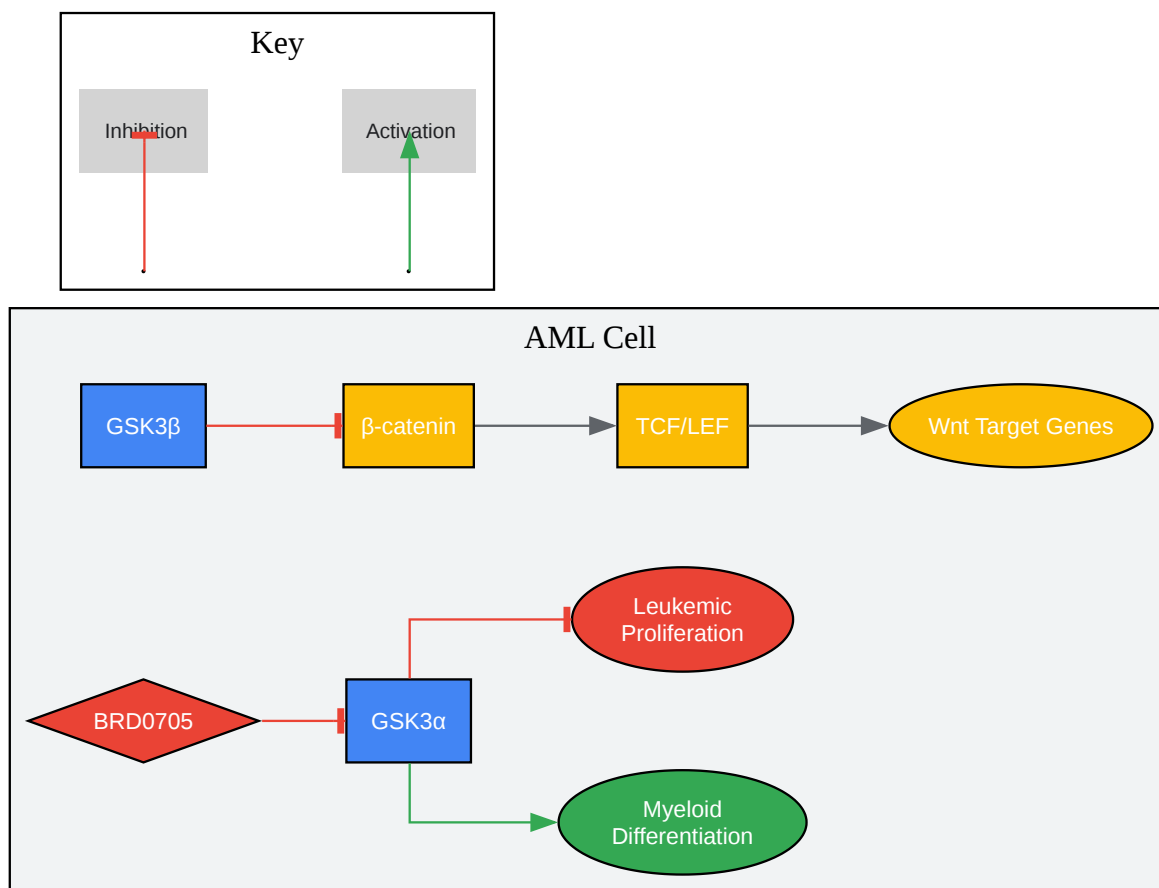 Key
Inhibition
Activation
AML Cell
GSK3β
β-catenin
TCF/LEF
Wnt Target Genes
Leukemic
Proliferation
BRD0705
GSK3α
Myeloid
Differentiation